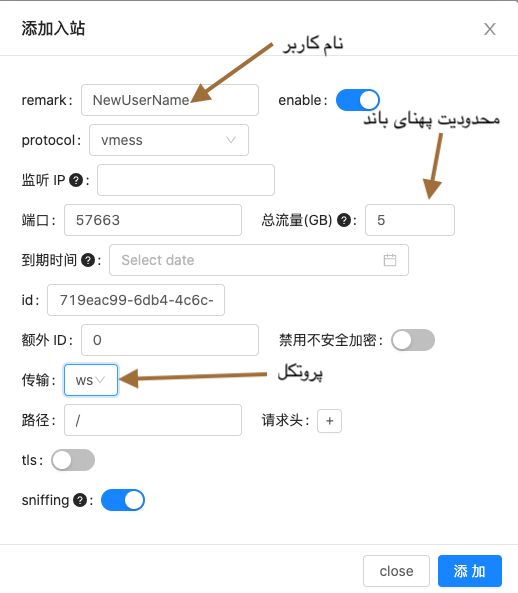 添加入站
نام کاربر
remark: NewUserName enable:
محدودیت پهنای باند
protocol: vmess
监听 IP ?:
端口: 57663 总流量(GB) ?: 5
到期时间 ?: Select date
id: 719eac99-6db4-4c6c-
额外 ID: 0 禁用不安全加密:
传输: ws
پروتکل
路径: / 请求头: +
tls:
sniffing ?:
close 添 加